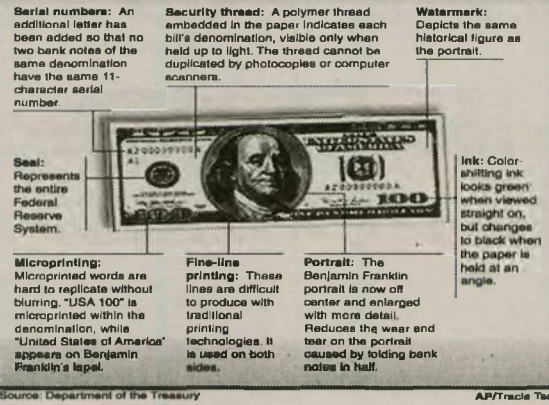 Serial numbers: An
additional letter has
been added so that no
two bank notes of the
same denomination
have the same 11-
character serial
number.
Security thread: A polymer thread
embedded in the paper indicates each
bill's denomination, visible only when
held up to light. The thread cannot be
duplicated by photocopies or computer
scanners.
Watermark:
Depicts the same
historical figure as
the portrait.
Seal:
Represents
the entire
Federal
Reserve
System.
100
Ink: Color-
shifting ink
looks green
when viewed
straight on,
but changes
to black when
the paper is
held at an
angle.
Microprinting:
Microprinted words are
hard to replicate without
blurring. "USA 100" is
microprinted within the
denomination, while
"United States of America"
appears on Benjamin
Franklin's lapel.
Fine-line
printing: These
lines are difficult
to produce with
traditional
printing
technologies. It
is used on both
sides.
Portrait: The
Benjamin Franklin
portrait is now off
center and enlarged
with more detail.
Reduces the wear and
tear on the portrait
caused by folding bank
notes in half.
Source: Department of the Treasury
AP/Tracie